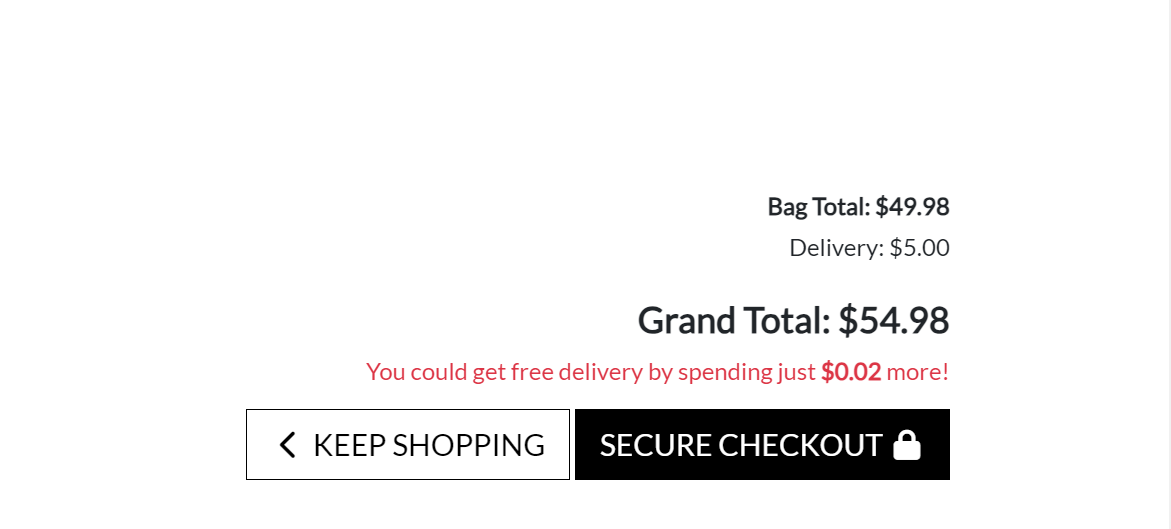 Bag Total: $49.98
Delivery: $5.00
Grand Total: $54.98
You could get free delivery by spending just $0.02 more!
KEEP SHOPPING
SECURE CHECKOUT